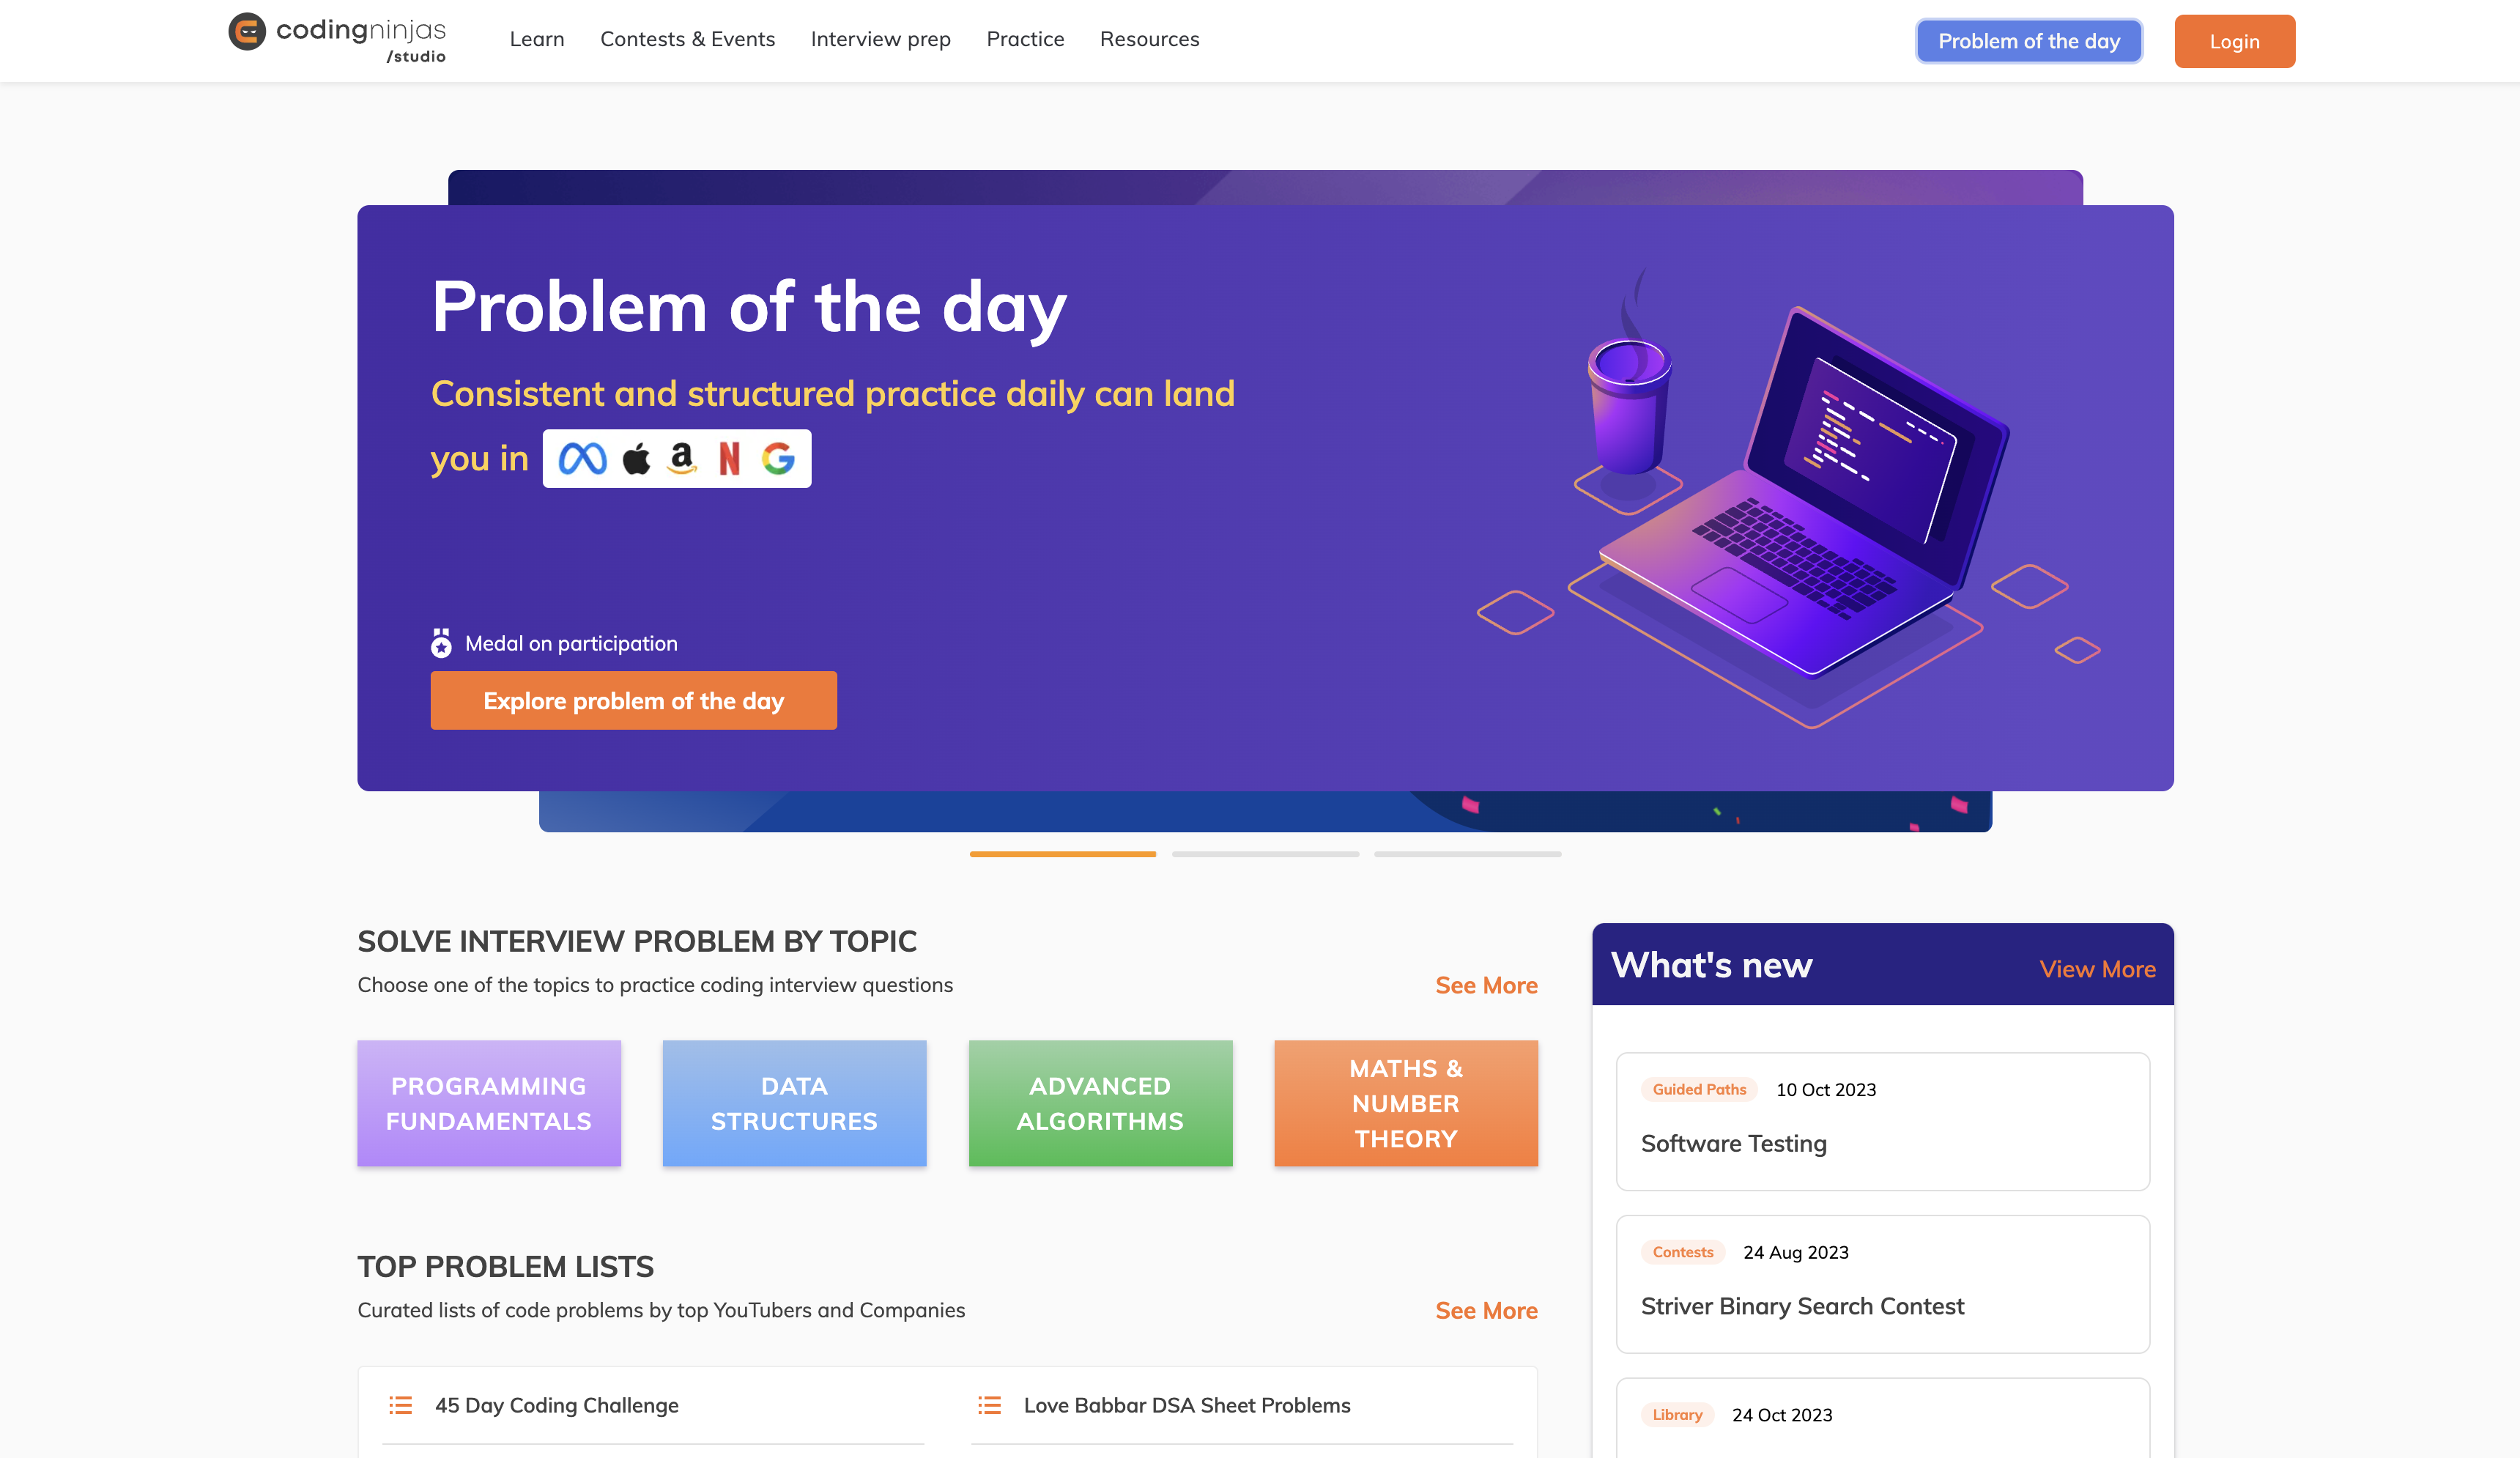 codingninjas
/studio
Learn
Contests & Events
Interview prep
Practice
Resources
Problem of the day
Login
Problem of the day
Consistent and structured practice daily can land
you in
Medal on participation
Explore problem of the day
SOLVE INTERVIEW PROBLEM BY TOPIC
Choose one of the topics to practice coding interview questions
See More
PROGRAMMING
FUNDAMENTALS
DATA
STRUCTURES
ADVANCED
ALGORITHMS
MATHS &
NUMBER
THEORY
TOP PROBLEM LISTS
Curated lists of code problems by top YouTubers and Companies
See More
45 Day Coding Challenge
Love Babbar DSA Sheet Problems
What's new
View More
Guided Paths
10 Oct 2023
Software Testing
Contests
24 Aug 2023
Striver Binary Search Contest
Library
24 Oct 2023